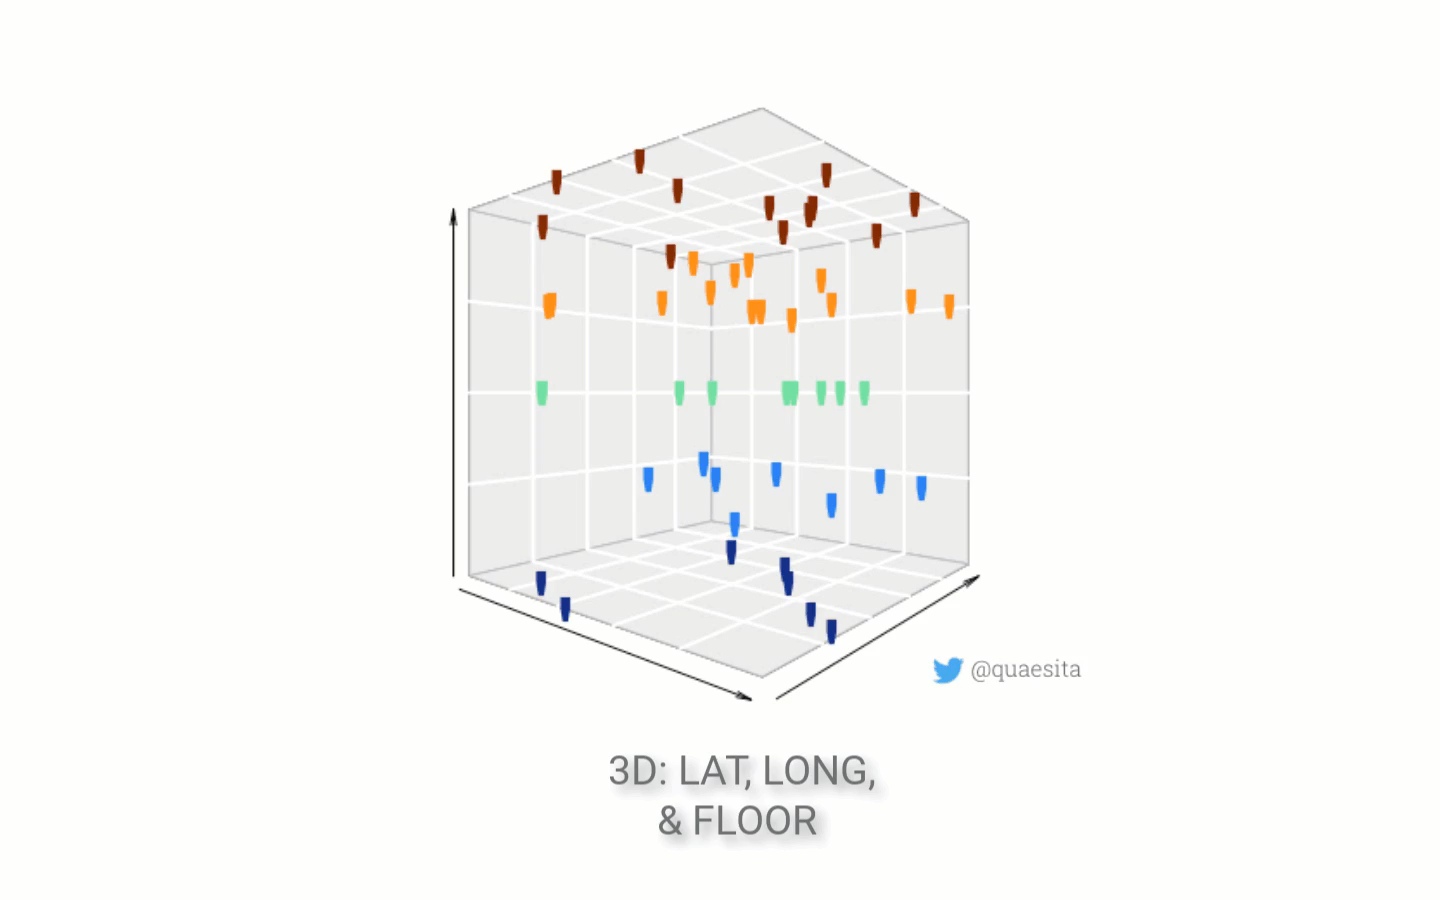 @quaesita
3D: LAT, LONG,
& FLOOR